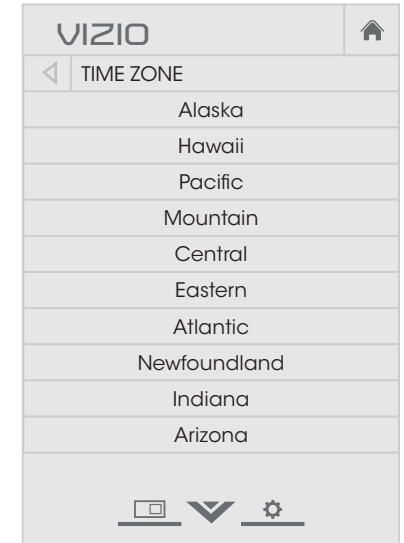 VIZIO
TIME ZONE
Alaska
Hawaii
Pacific
Mountain
Central
Eastern
Atlantic
Newfoundland
Indiana
Arizona